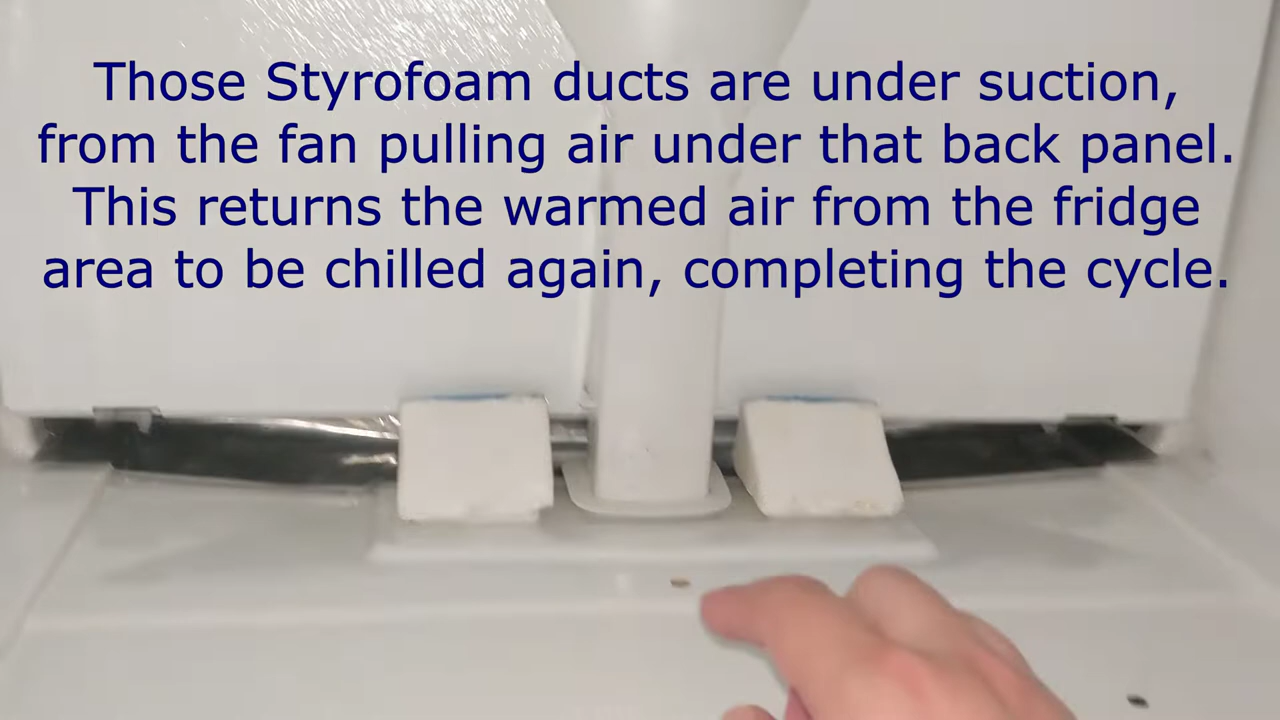 Those Styrofoam ducts are under suction,
from the fan pulling air under that back panel.
This returns the warmed air from the fridge
area to be chilled again, completing the cycle.